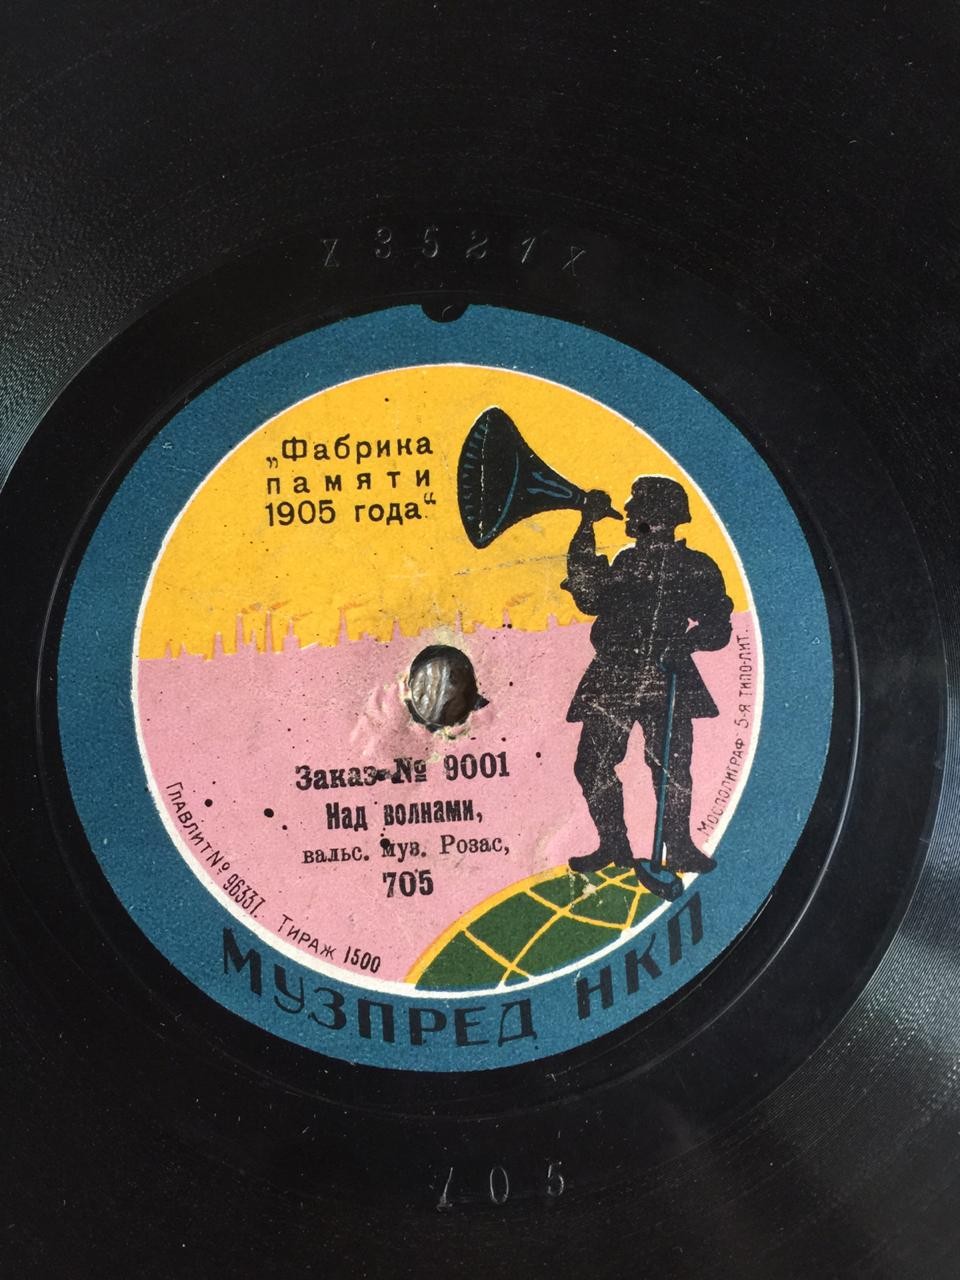 X 3521 X
„Фабрика
памяти
1905 года“
Заказ № 9001
Над волнами,
вальс. муз. Розас,
705
Главлит № 96337. Тираж 1500
Мосполиграф 5-я типо-лит.
МУЗПРЕД НКП
705